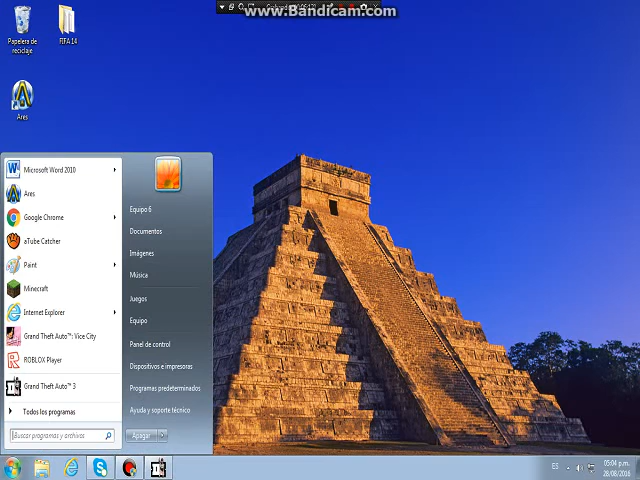 www.Bandicam.com
Papelera de
reciclaje
FIFA 14
Ares
Microsoft Word 2010
Ares
Google Chrome
aTube Catcher
Paint
Minecraft
Internet Explorer
Grand Theft Auto™: Vice City
ROBLOX Player
Grand Theft Auto™ 3
Todos los programas
Buscar programas y archivos
Equipo 6
Documentos
Imágenes
Música
Juegos
Equipo
Panel de control
Dispositivos e impresoras
Programas predeterminados
Ayuda y soporte técnico
Apagar
ES
05:04 p.m.
28/08/2016